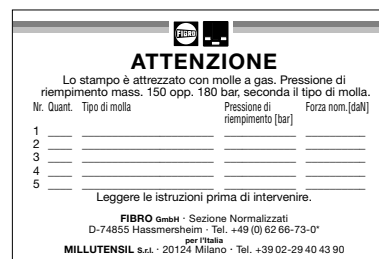 FIBRO
ATTENZIONE
Lo stampo è attrezzato con molle a gas. Pressione di
riempimento mass. 150 opp. 180 bar, seconda il tipo di molla.
Nr. Quant. Tipo di molla Pressione di riempimento [bar] Forza nom.[daN]
1
2
3
4
5
Leggere le istruzioni prima di intervenire.
FIBRO GmbH · Sezione Normalizzati
D-74855 Hassmersheim · Tel. +49 (0) 62 66-73-0*
per l'Italia
MILLUTENSIL S.r.l. · 20124 Milano · Tel. +39 02-29 40 43 90